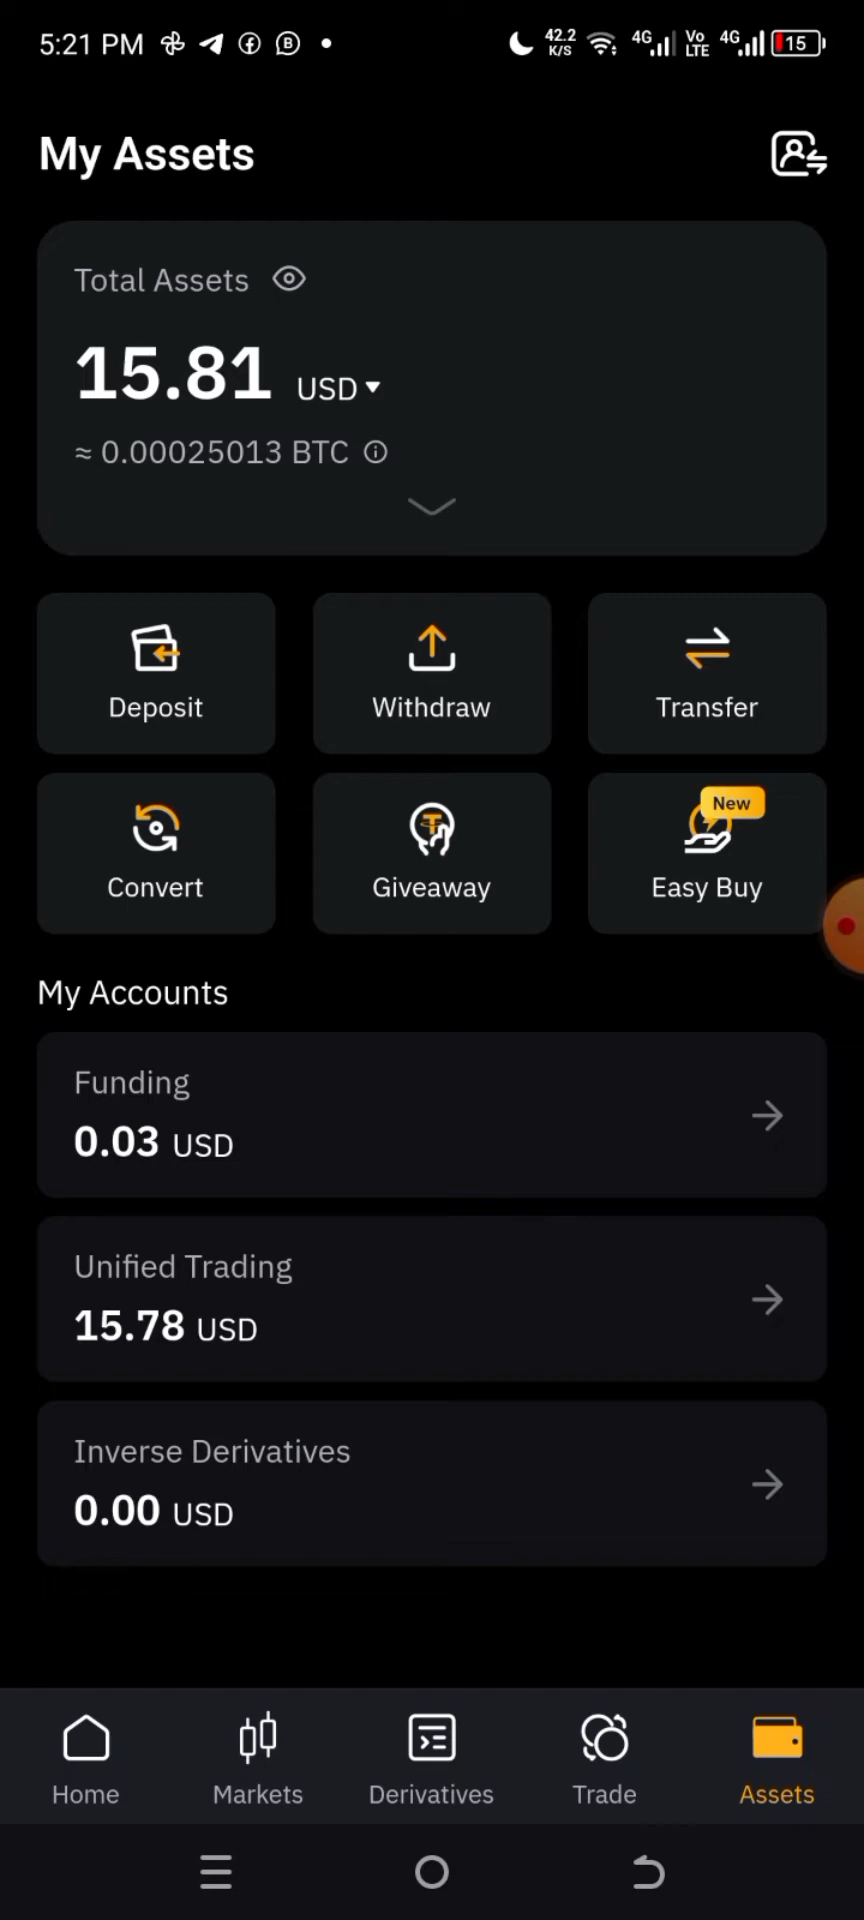 5:21 PM 42.2 K/S 4G Vo LTE 4G 15
My Assets
Total Assets
15.81 USD
≈ 0.00025013 BTC
Deposit Withdraw Transfer
New
Convert Giveaway Easy Buy
My Accounts
Funding
0.03 USD
Unified Trading
15.78 USD
Inverse Derivatives
0.00 USD
Home Markets Derivatives Trade Assets